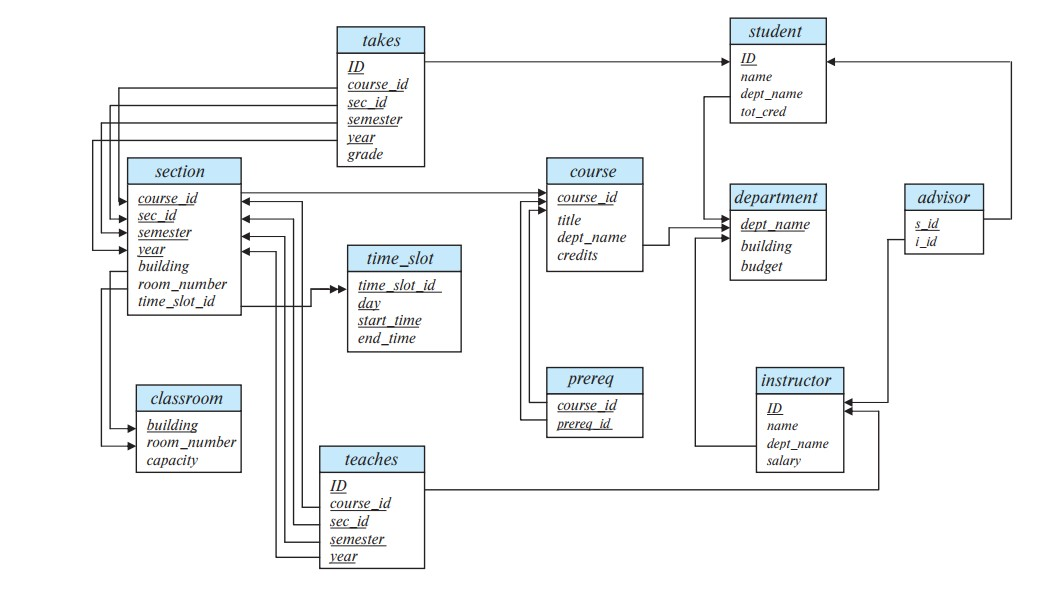 takes
ID
course_id
sec_id
semester
year
grade
student
ID
name
dept_name
tot_cred
section
course_id
sec_id
semester
year
building
room_number
time_slot_id
course
course_id
title
dept_name
credits
department
dept_name
building
budget
advisor
s_id
i_id
time_slot
time_slot_id
day
start_time
end_time
prereq
course_id
prereq_id
instructor
ID
name
dept_name
salary
classroom
building
room_number
capacity
teaches
ID
course_id
sec_id
semester
year